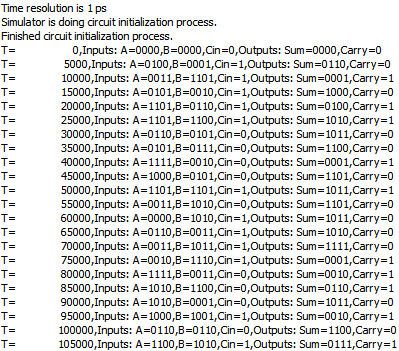 Time resolution is 1 ps
Simulator is doing circuit initialization process.
Finished circuit initialization process.
T= 0,Inputs: A=0000,B=0000,Cin=0,Outputs: Sum=0000,Carry=0
T= 5000,Inputs: A=0100,B=0001,Cin=1,Outputs: Sum=0110,Carry=0
T= 10000,Inputs: A=0011,B=1101,Cin=1,Outputs: Sum=0001,Carry=1
T= 15000,Inputs: A=0101,B=0010,Cin=1,Outputs: Sum=1000,Carry=0
T= 20000,Inputs: A=1101,B=0110,Cin=1,Outputs: Sum=0100,Carry=1
T= 25000,Inputs: A=1101,B=1100,Cin=1,Outputs: Sum=1010,Carry=1
T= 30000,Inputs: A=0110,B=0101,Cin=0,Outputs: Sum=1011,Carry=0
T= 35000,Inputs: A=0101,B=0111,Cin=0,Outputs: Sum=1100,Carry=0
T= 40000,Inputs: A=1111,B=0010,Cin=0,Outputs: Sum=0001,Carry=1
T= 45000,Inputs: A=1000,B=0101,Cin=0,Outputs: Sum=1101,Carry=0
T= 50000,Inputs: A=1101,B=1101,Cin=1,Outputs: Sum=1011,Carry=1
T= 55000,Inputs: A=0010,B=1010,Cin=1,Outputs: Sum=1101,Carry=0
T= 60000,Inputs: A=0000,B=1010,Cin=1,Outputs: Sum=1011,Carry=0
T= 65000,Inputs: A=0110,B=0011,Cin=1,Outputs: Sum=1010,Carry=0
T= 70000,Inputs: A=0011,B=1011,Cin=1,Outputs: Sum=1111,Carry=0
T= 75000,Inputs: A=0010,B=1110,Cin=1,Outputs: Sum=0001,Carry=1
T= 80000,Inputs: A=1111,B=0011,Cin=0,Outputs: Sum=0010,Carry=1
T= 85000,Inputs: A=1010,B=1100,Cin=0,Outputs: Sum=0110,Carry=1
T= 90000,Inputs: A=1010,B=0001,Cin=0,Outputs: Sum=1011,Carry=0
T= 95000,Inputs: A=1000,B=1001,Cin=1,Outputs: Sum=0010,Carry=1
T= 100000,Inputs: A=0110,B=0110,Cin=0,Outputs: Sum=1100,Carry=0
T= 105000,Inputs: A=1100,B=1010,Cin=1,Outputs: Sum=0111,Carry=1